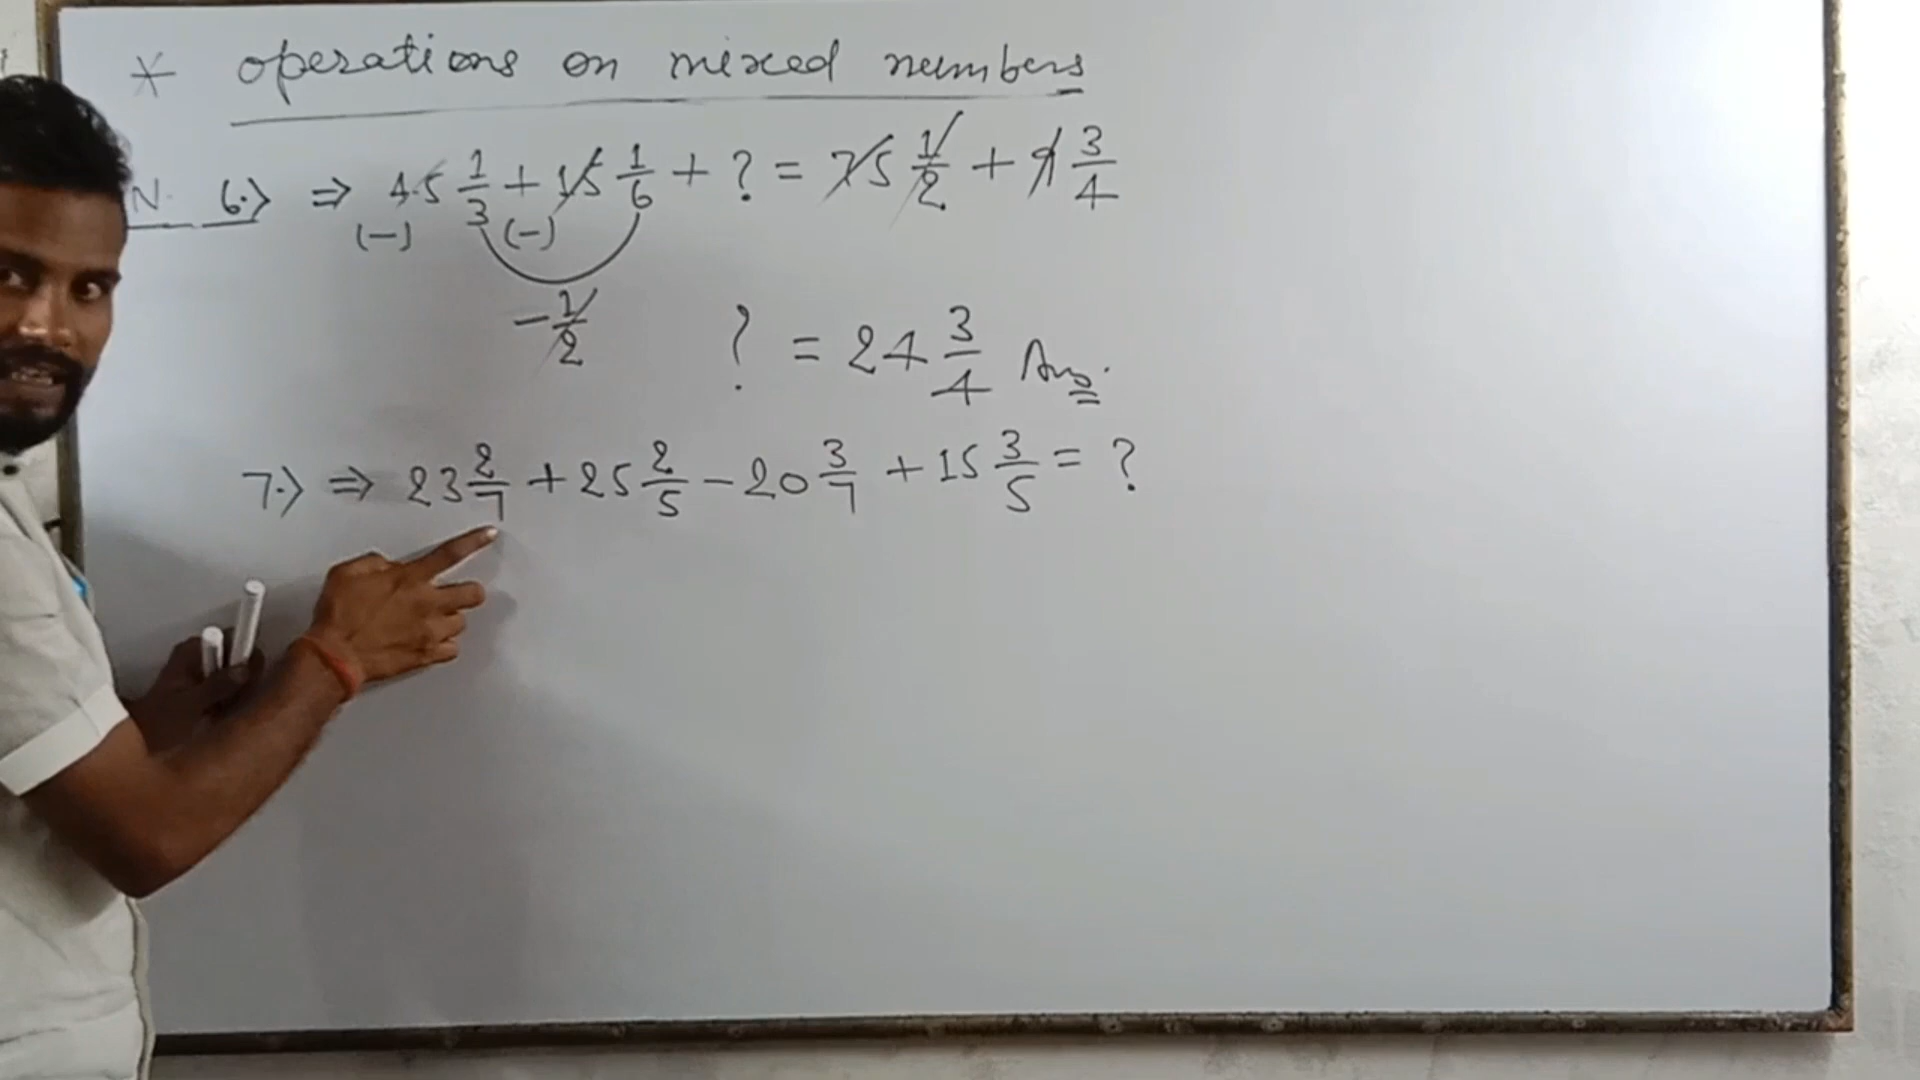 * operations on mixed numbers
N. 6.) ⇒ 45 1/3 + 15 1/6 + ? = 75 1/2 + 9 3/4
(-) (-)
- 1/2
? = 24 3/4 Ans.
7.) ⇒ 23 2/7 + 25 2/5 - 20 3/7 + 15 3/5 = ?